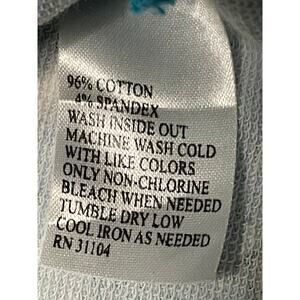 96% COTTON
4% SPANDEX
WASH INSIDE OUT
MACHINE WASH COLD
WITH LIKE COLORS
ONLY NON-CHLORINE
BLEACH WHEN NEEDED
TUMBLE DRY LOW
COOL IRON AS NEEDED
RN 31104